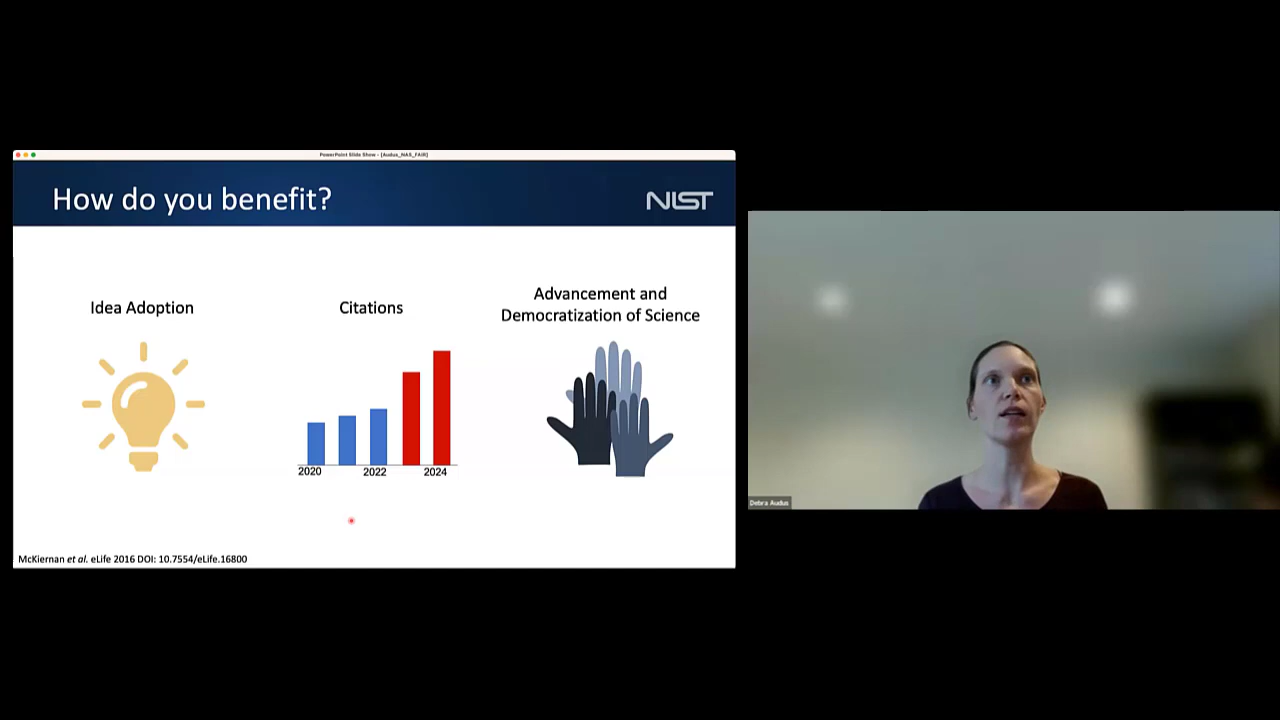 PowerPoint Slide Show - [Audus_NAS_FAIR]
How do you benefit?
NIST
Idea Adoption
Citations
Advancement and
Democratization of Science
2020
2022
2024
McKiernan et al. eLife 2016 DOI: 10.7554/eLife.16800
Debra Audus